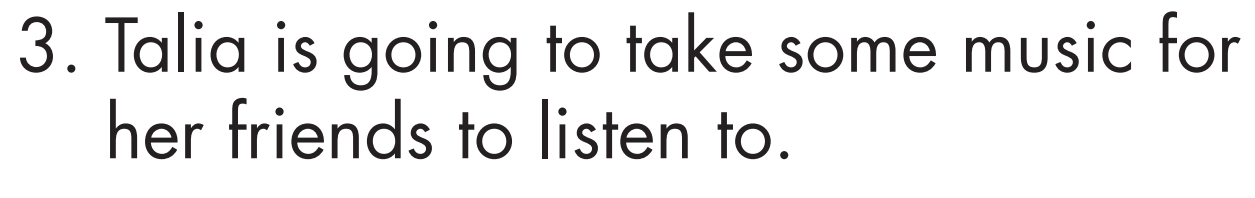 3. Talia is going to take some music for
her friends to listen to.